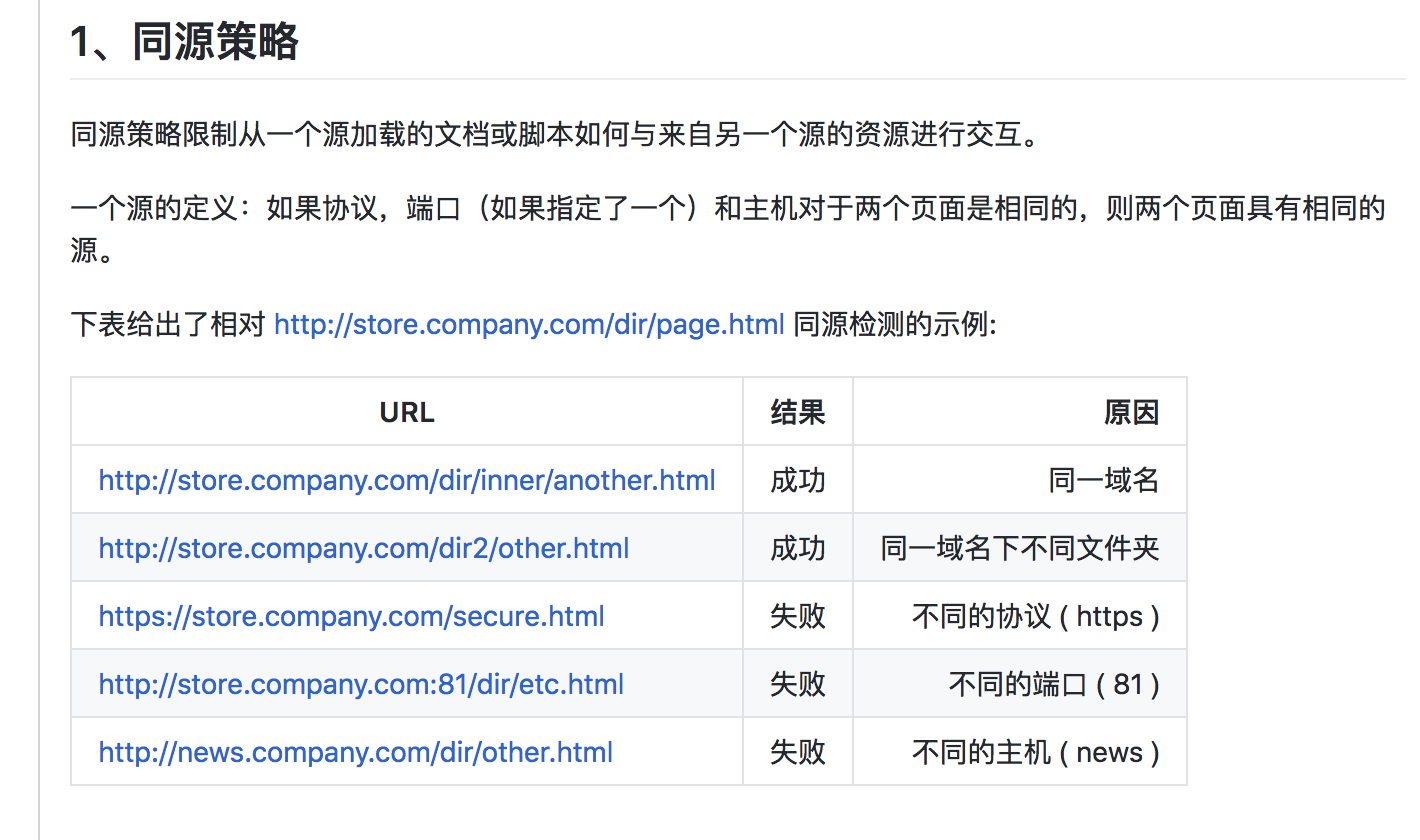 1、同源策略
同源策略限制从一个源加载的文档或脚本如何与来自另一个源的资源进行交互。
一个源的定义：如果协议，端口（如果指定了一个）和主机对于两个页面是相同的，则两个页面具有相同的
源。
下表给出了相对 http://store.company.com/dir/page.html 同源检测的示例:
URL 结果 原因
http://store.company.com/dir/inner/another.html 成功 同一域名
http://store.company.com/dir2/other.html 成功 同一域名下不同文件夹
https://store.company.com/secure.html 失败 不同的协议 ( https )
http://store.company.com:81/dir/etc.html 失败 不同的端口 ( 81 )
http://news.company.com/dir/other.html 失败 不同的主机 ( news )